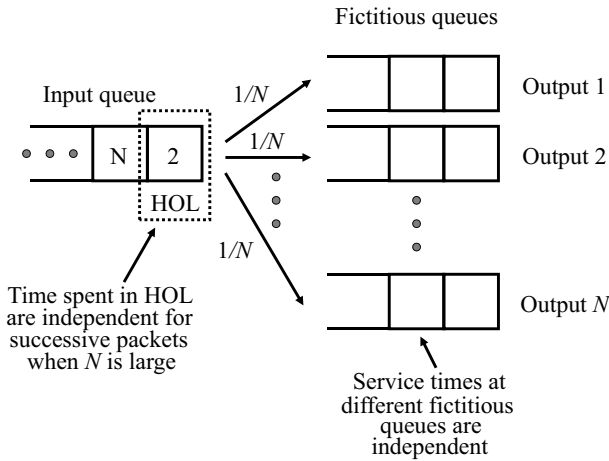 Fictitious queues
Input queue
1/N
Output 1
N
2
1/N
Output 2
HOL
1/N
Output N
Time spent in HOL
are independent for
successive packets
when N is large
Service times at
different fictitious
queues are
independent